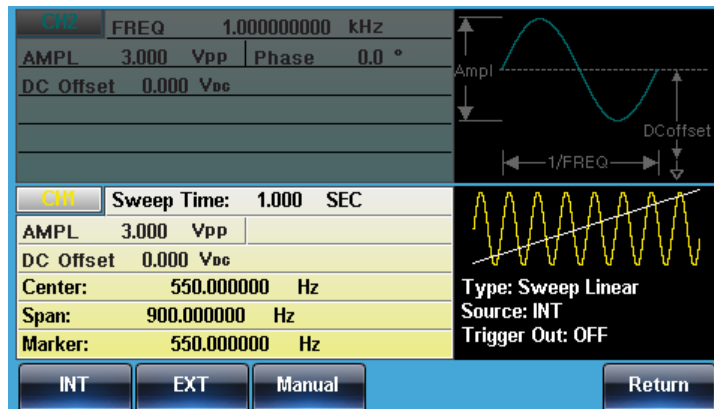 CH2 FREQ 1.000000000 kHz
AMPL 3.000 Vpp Phase 0.0 °
DC Offset 0.000 VDC
Ampl
DCoffset
1/FREQ
CH1 Sweep Time: 1.000 SEC
AMPL 3.000 Vpp
DC Offset 0.000 VDC
Center: 550.000000 Hz
Span: 900.000000 Hz
Marker: 550.000000 Hz
Type: Sweep Linear
Source: INT
Trigger Out: OFF
INT EXT Manual Return